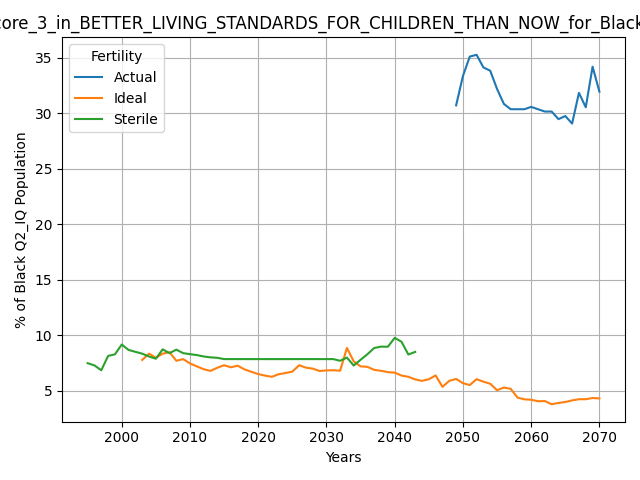 core_3_in_BETTER_LIVING_STANDARDS_FOR_CHILDREN_THAN_NOW_for_Black
Fertility
Actual
Ideal
Sterile
% of Black Q2_IQ Population
35
30
25
20
15
10
5
2000 2010 2020 2030 2040 2050 2060 2070
Years